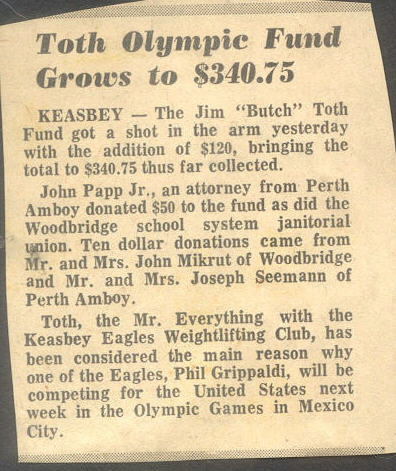 Toth Olympic Fund
Grows to $340.75
KEASBEY — The Jim "Butch" Toth
Fund got a shot in the arm yesterday
with the addition of $120, bringing the
total to $340.75 thus far collected.
John Papp Jr., an attorney from Perth
Amboy donated $50 to the fund as did the
Woodbridge school system janitorial
union. Ten dollar donations came from
Mr. and Mrs. John Mikrut of Woodbridge
and Mr. and Mrs. Joseph Seemann of
Perth Amboy.
Toth, the Mr. Everything with the
Keasbey Eagles Weightlifting Club, has
been considered the main reason why
one of the Eagles, Phil Grippaldi, will be
competing for the United States next
week in the Olympic Games in Mexico
City.